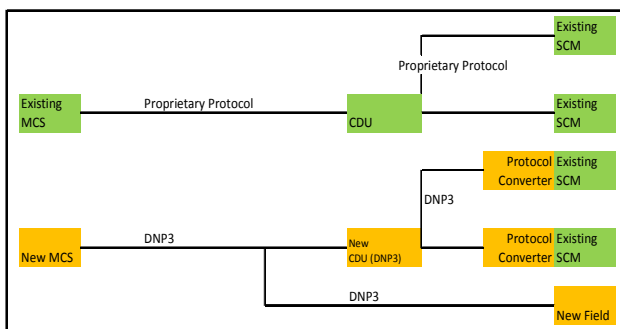 Existing
SCM
Proprietary Protocol
Existing
MCS
Proprietary Protocol
CDU
Existing
SCM
Protocol Existing
Converter SCM
DNP3
New MCS
DNP3
New
CDU (DNP3)
Protocol Existing
Converter SCM
DNP3
New Field